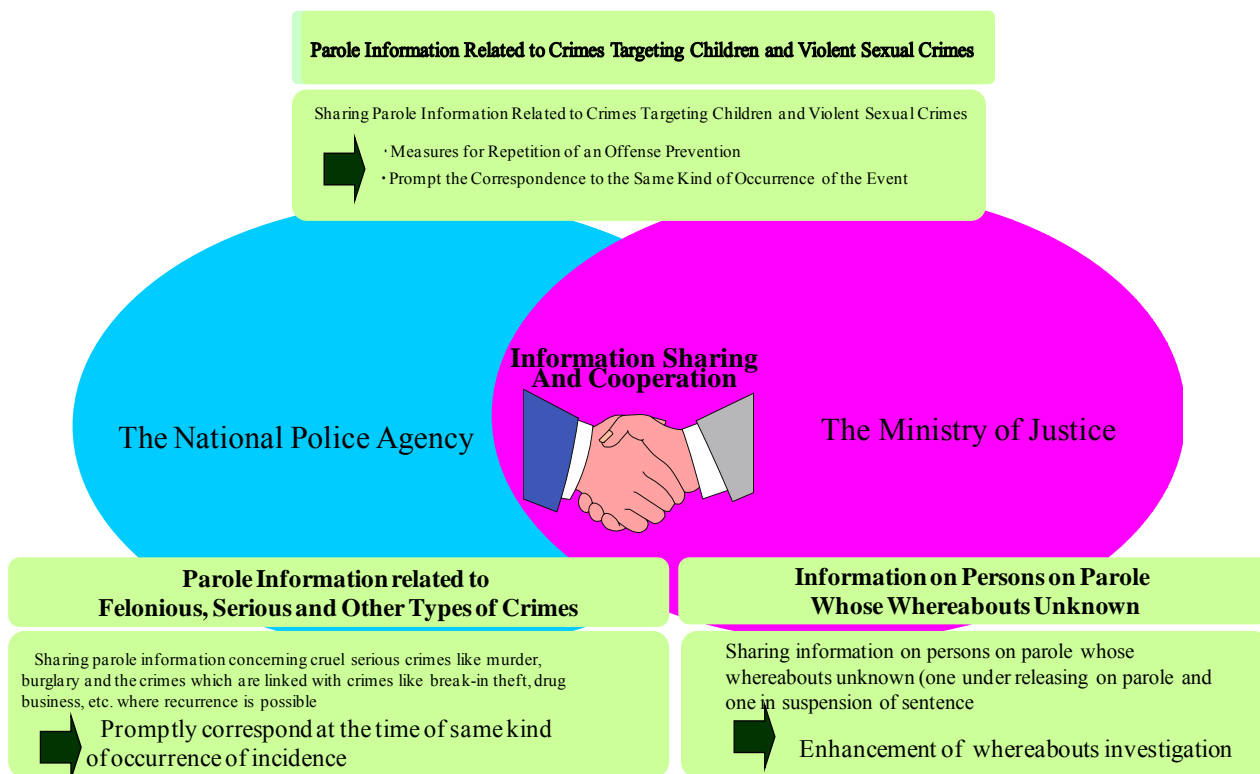 Parole Information Related to Crimes Targeting Children and Violent Sexual Crimes
Sharing Parole Information Related to Crimes Targeting Children and Violent Sexual Crimes
・Measures for Repetition of an Offense Prevention
・Prompt the Correspondence to the Same Kind of Occurrence of the Event
Information Sharing
And Cooperation
The National Police Agency
The Ministry of Justice
Parole Information related to
Felonious, Serious and Other Types of Crimes
Sharing parole information concerning cruel serious crimes like murder,
burglary and the crimes which are linked with crimes like break-in theft, drug
business, etc. where recurrence is possible
Promptly correspond at the time of same kind
of occurrence of incidence
Information on Persons on Parole
Whose Whereabouts Unknown
Sharing information on persons on parole whose
whereabouts unknown (one under releasing on parole and
one in suspension of sentence
Enhancement of whereabouts investigation